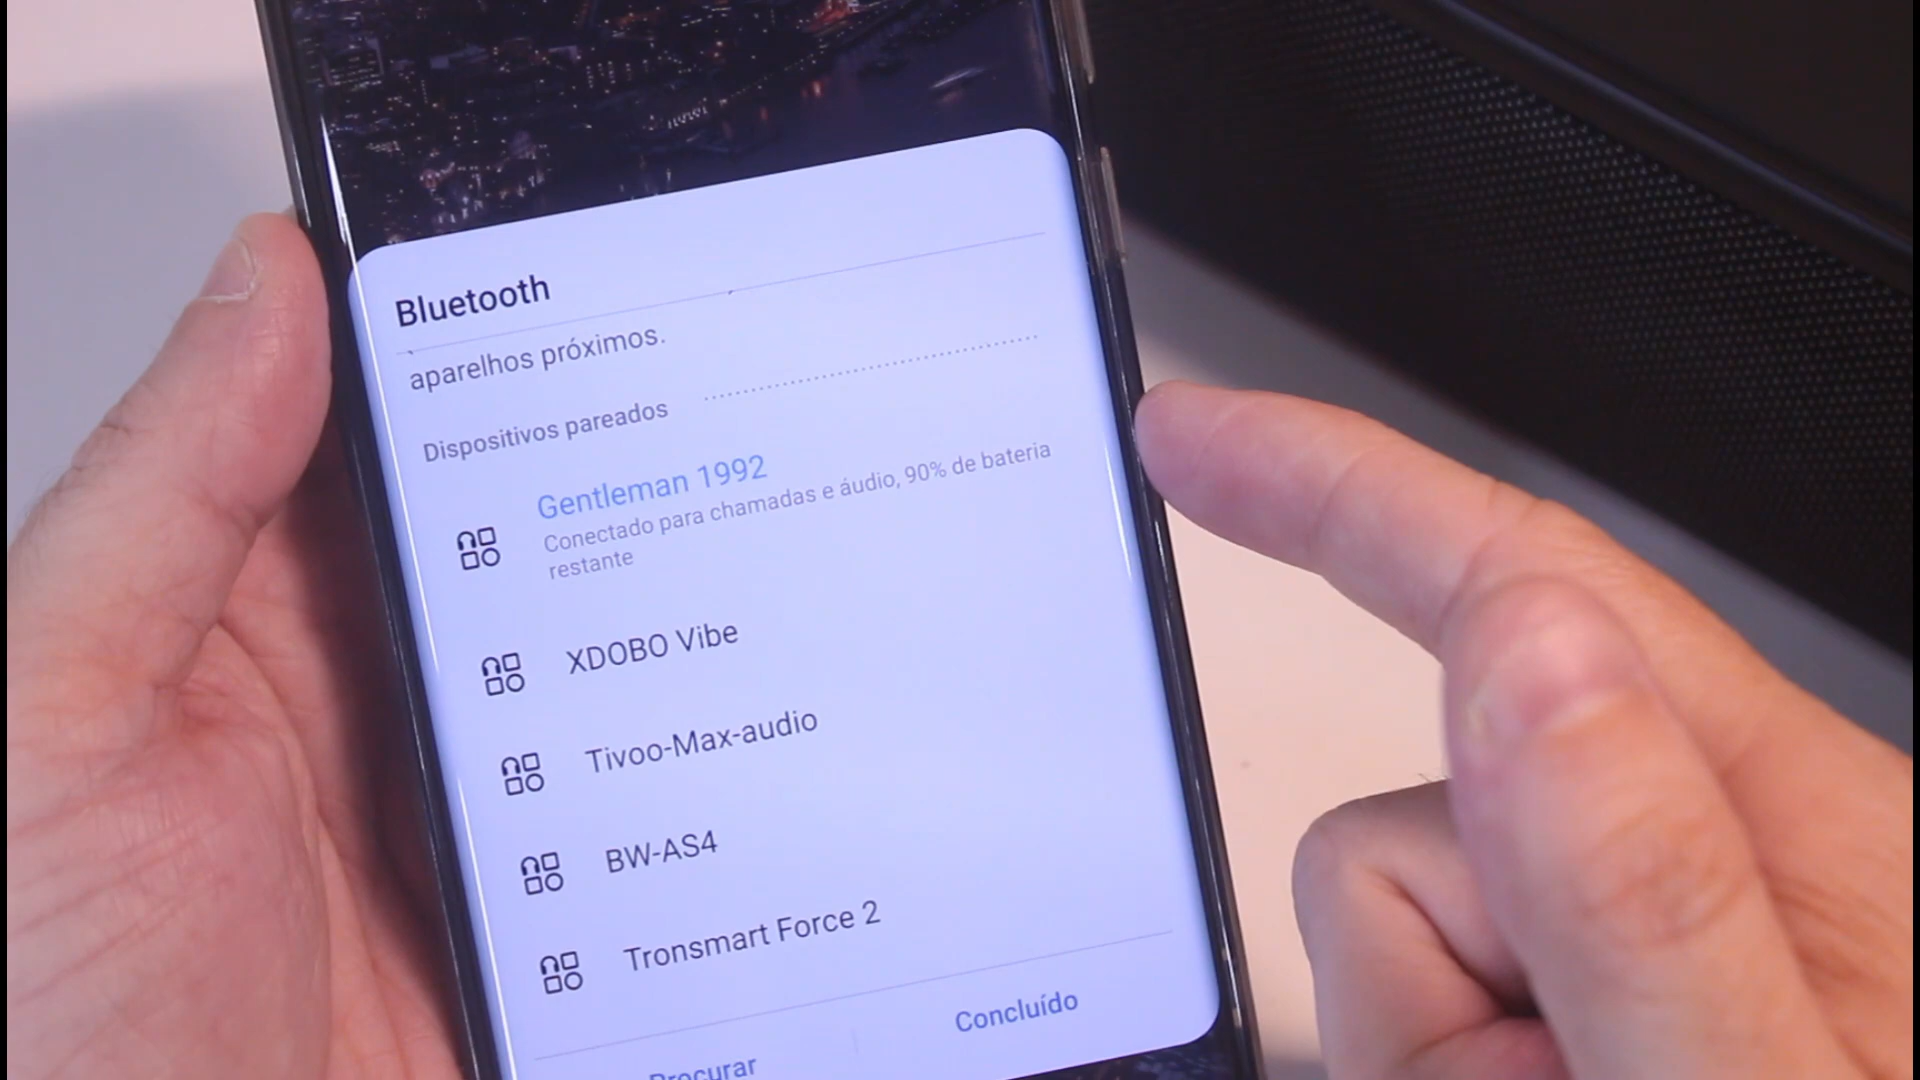 Bluetooth
aparelhos próximos.
Dispositivos pareados
Gentleman 1992
Conectado para chamadas e áudio, 90% de bateria
restante
XDOBO Vibe
Tivoo-Max-audio
BW-AS4
Tronsmart Force 2
Procurar
Concluído